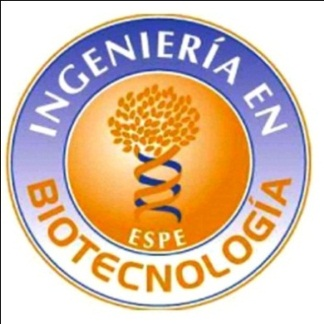 INGENIERÍA EN
BIOTECNOLOGÍA
ESPE